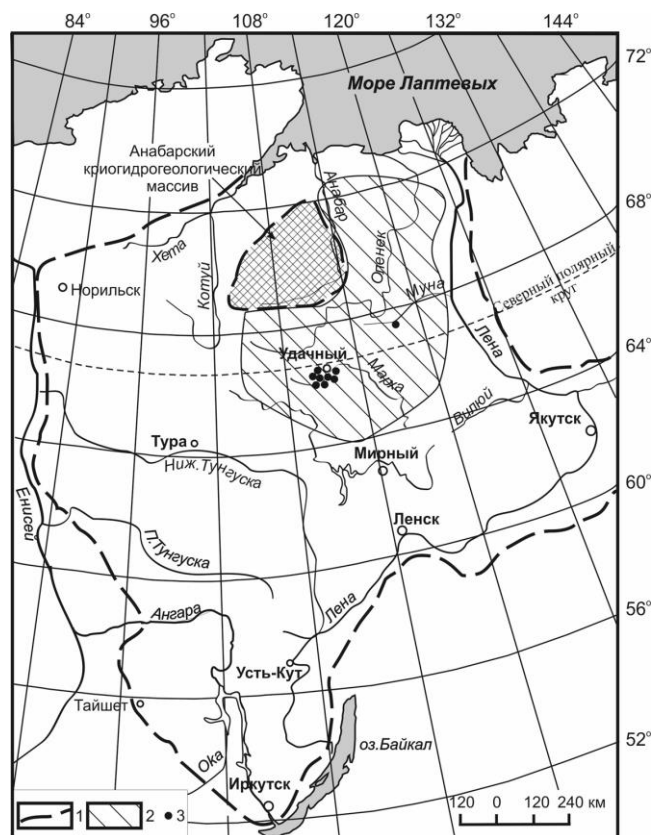 84° 96° 108° 120° 132° 144°
72°
Море Лаптевых
Анабарский
криогидрогеологический
массив
Анабар
68°
Хета
Котуй
Оленек
Муна
Норильск
Северный полярный
круг
Лена
64°
Удачный
Марха
Вилюй
Якутск
Тура
Ниж.Тунгуска
Мирный
60°
Енисей
Ленск
П.Тунгуска
Лена
56°
Ангара
Усть-Кут
Тайшет
оз.Байкал
52°
Ока
Иркутск
1 2 3
120 0 120 240 км